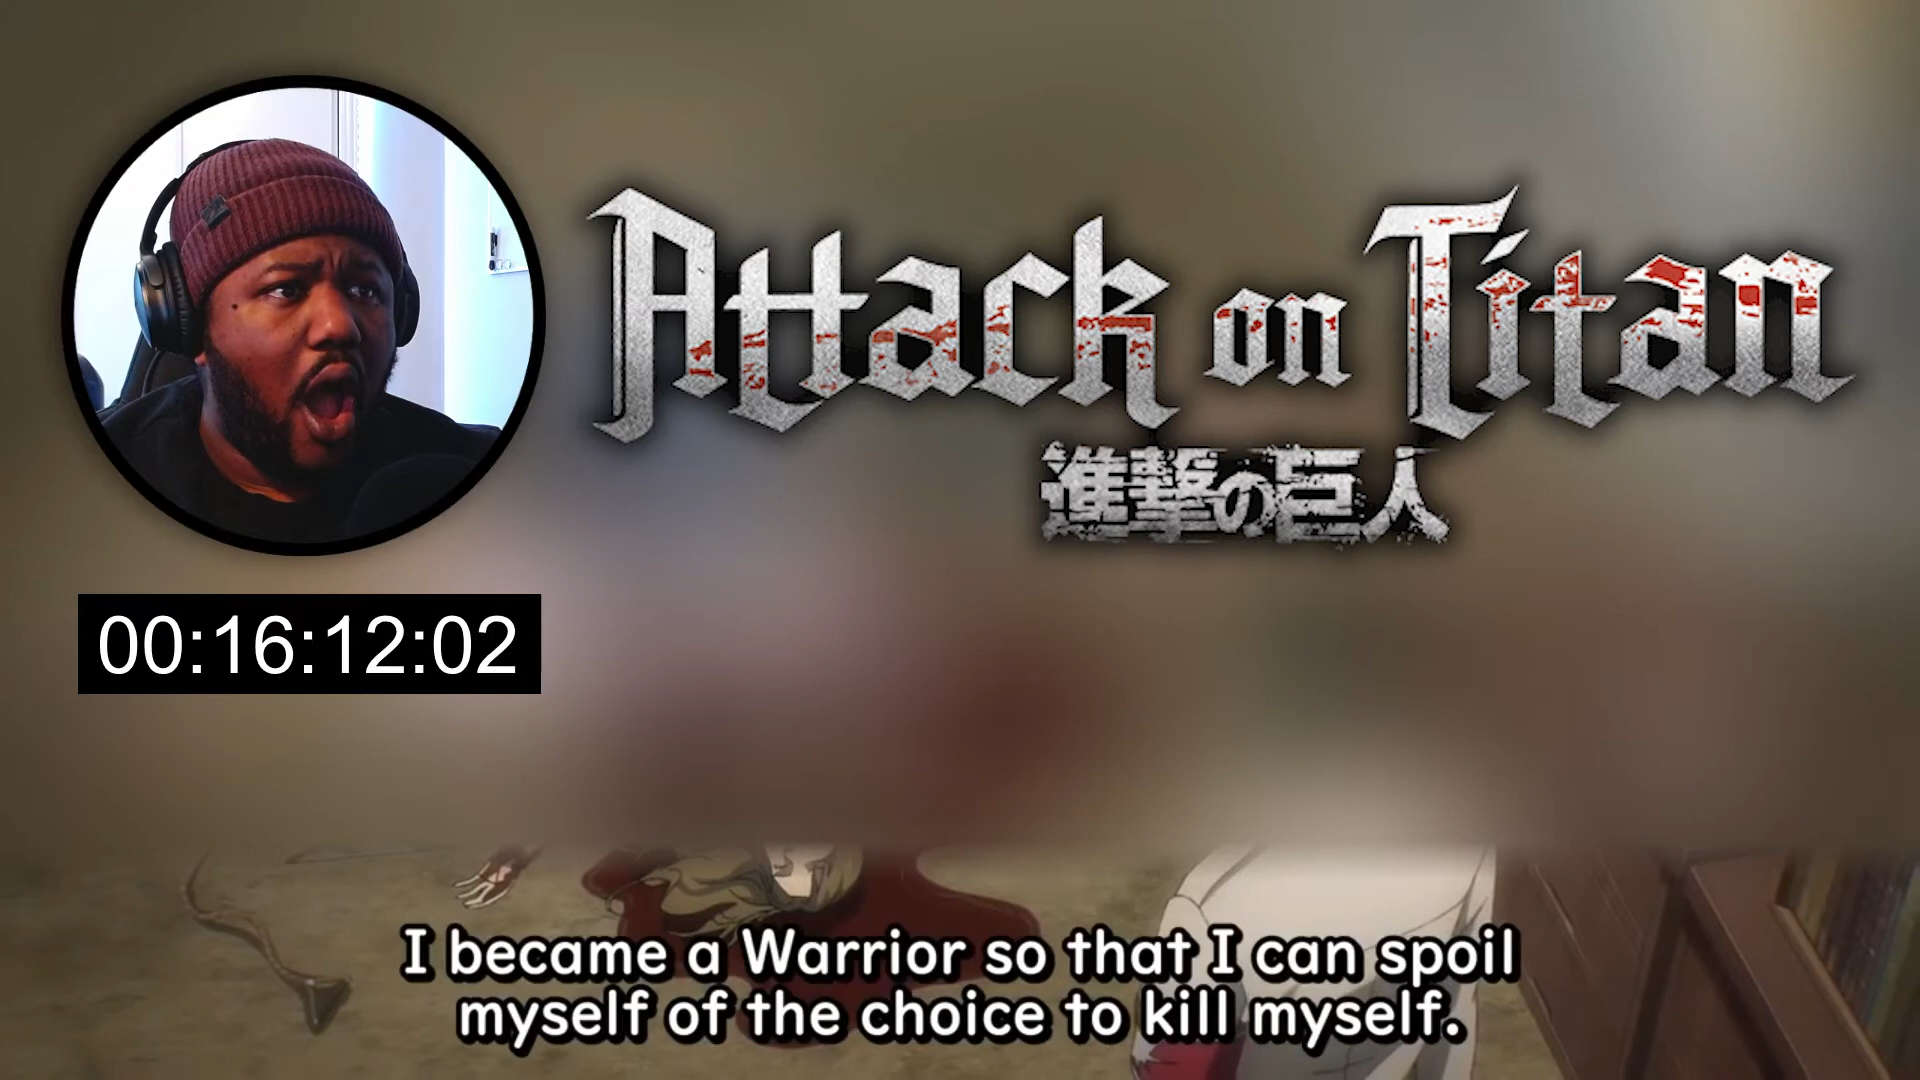 Attack on Titan
進撃の巨人
00:16:12:02
I became a Warrior so that I can spoil
myself of the choice to kill myself.